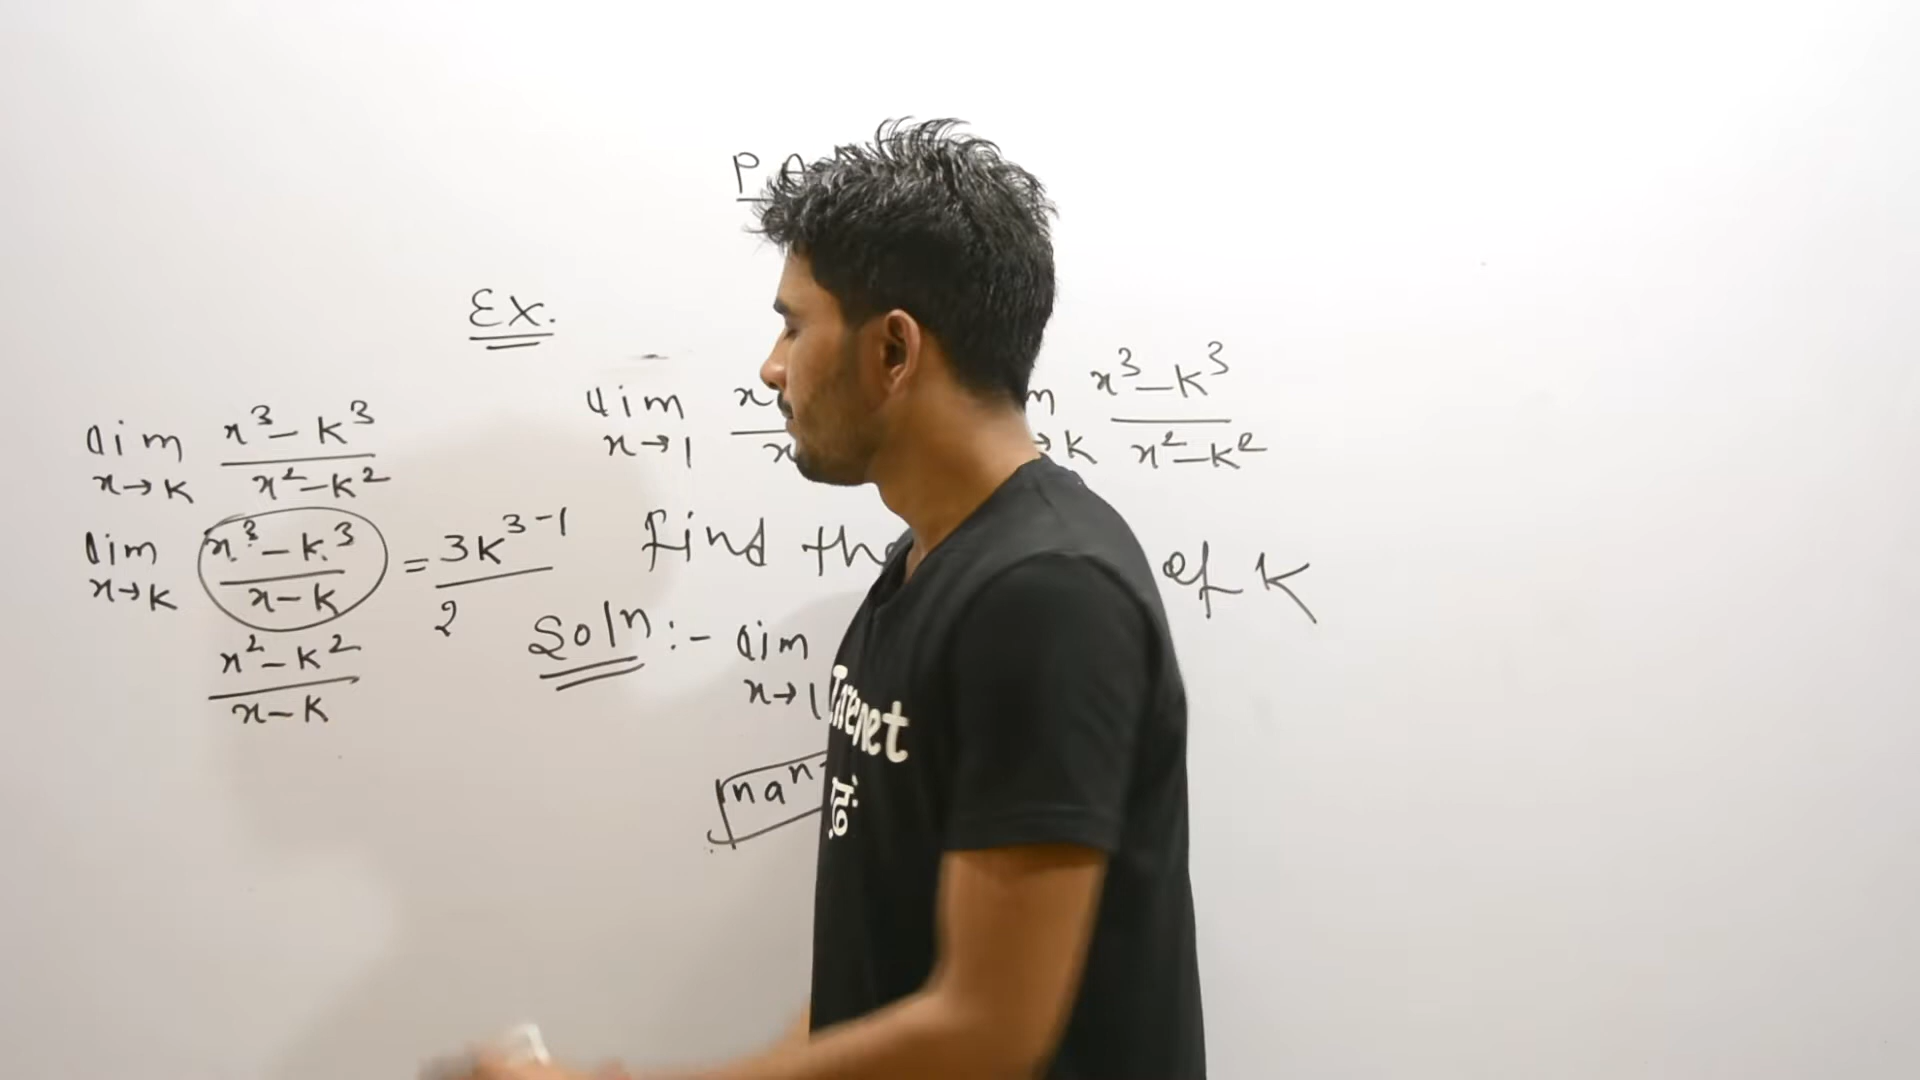 P
Ex.
lim x³-k³
x→k x²-k²
lim x³-k³ = 3k³⁻¹
x→k x-k 2
x²-k²
x-k
lim x
x→1 x
x³-k³
→k x²-k²
find the of k
Soln :- lim
x→1
naⁿ